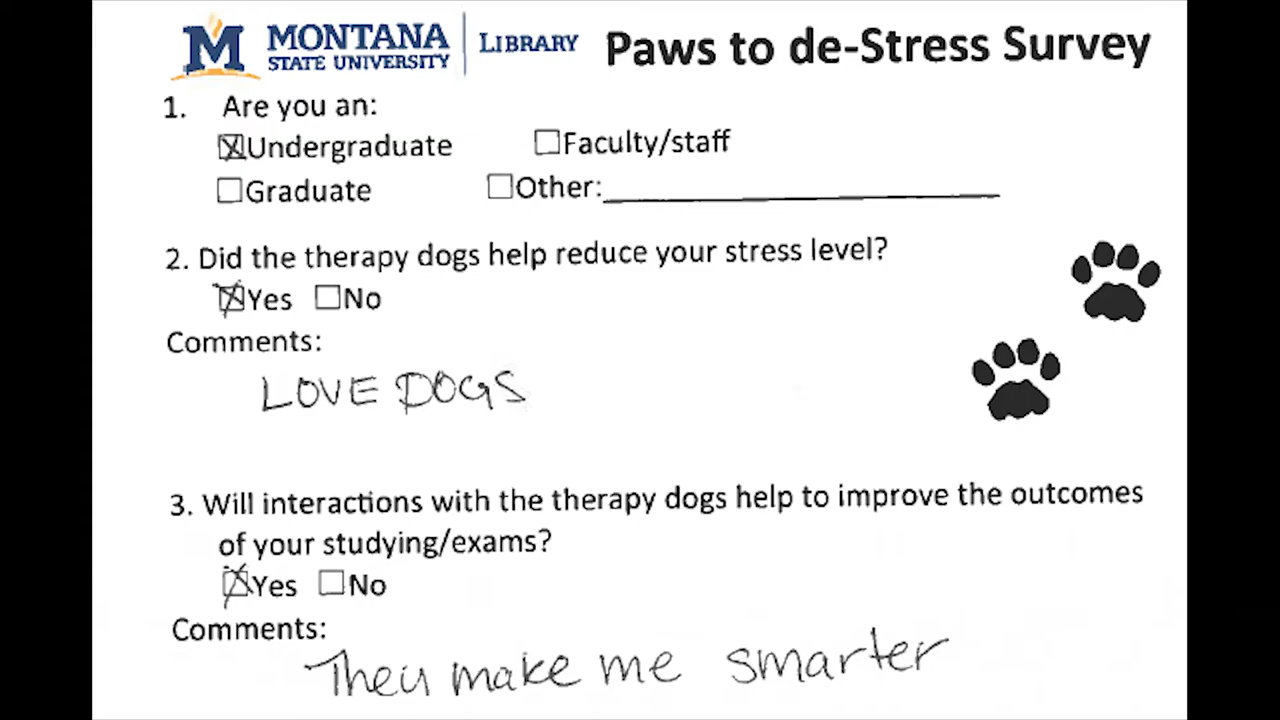 M MONTANA STATE UNIVERSITY LIBRARY Paws to de-Stress Survey
1. Are you an:
Undergraduate Faculty/staff
Graduate Other:
2. Did the therapy dogs help reduce your stress level?
Yes No
Comments:
LOVE DOGS
3. Will interactions with the therapy dogs help to improve the outcomes
of your studying/exams?
Yes No
Comments:
They make me smarter